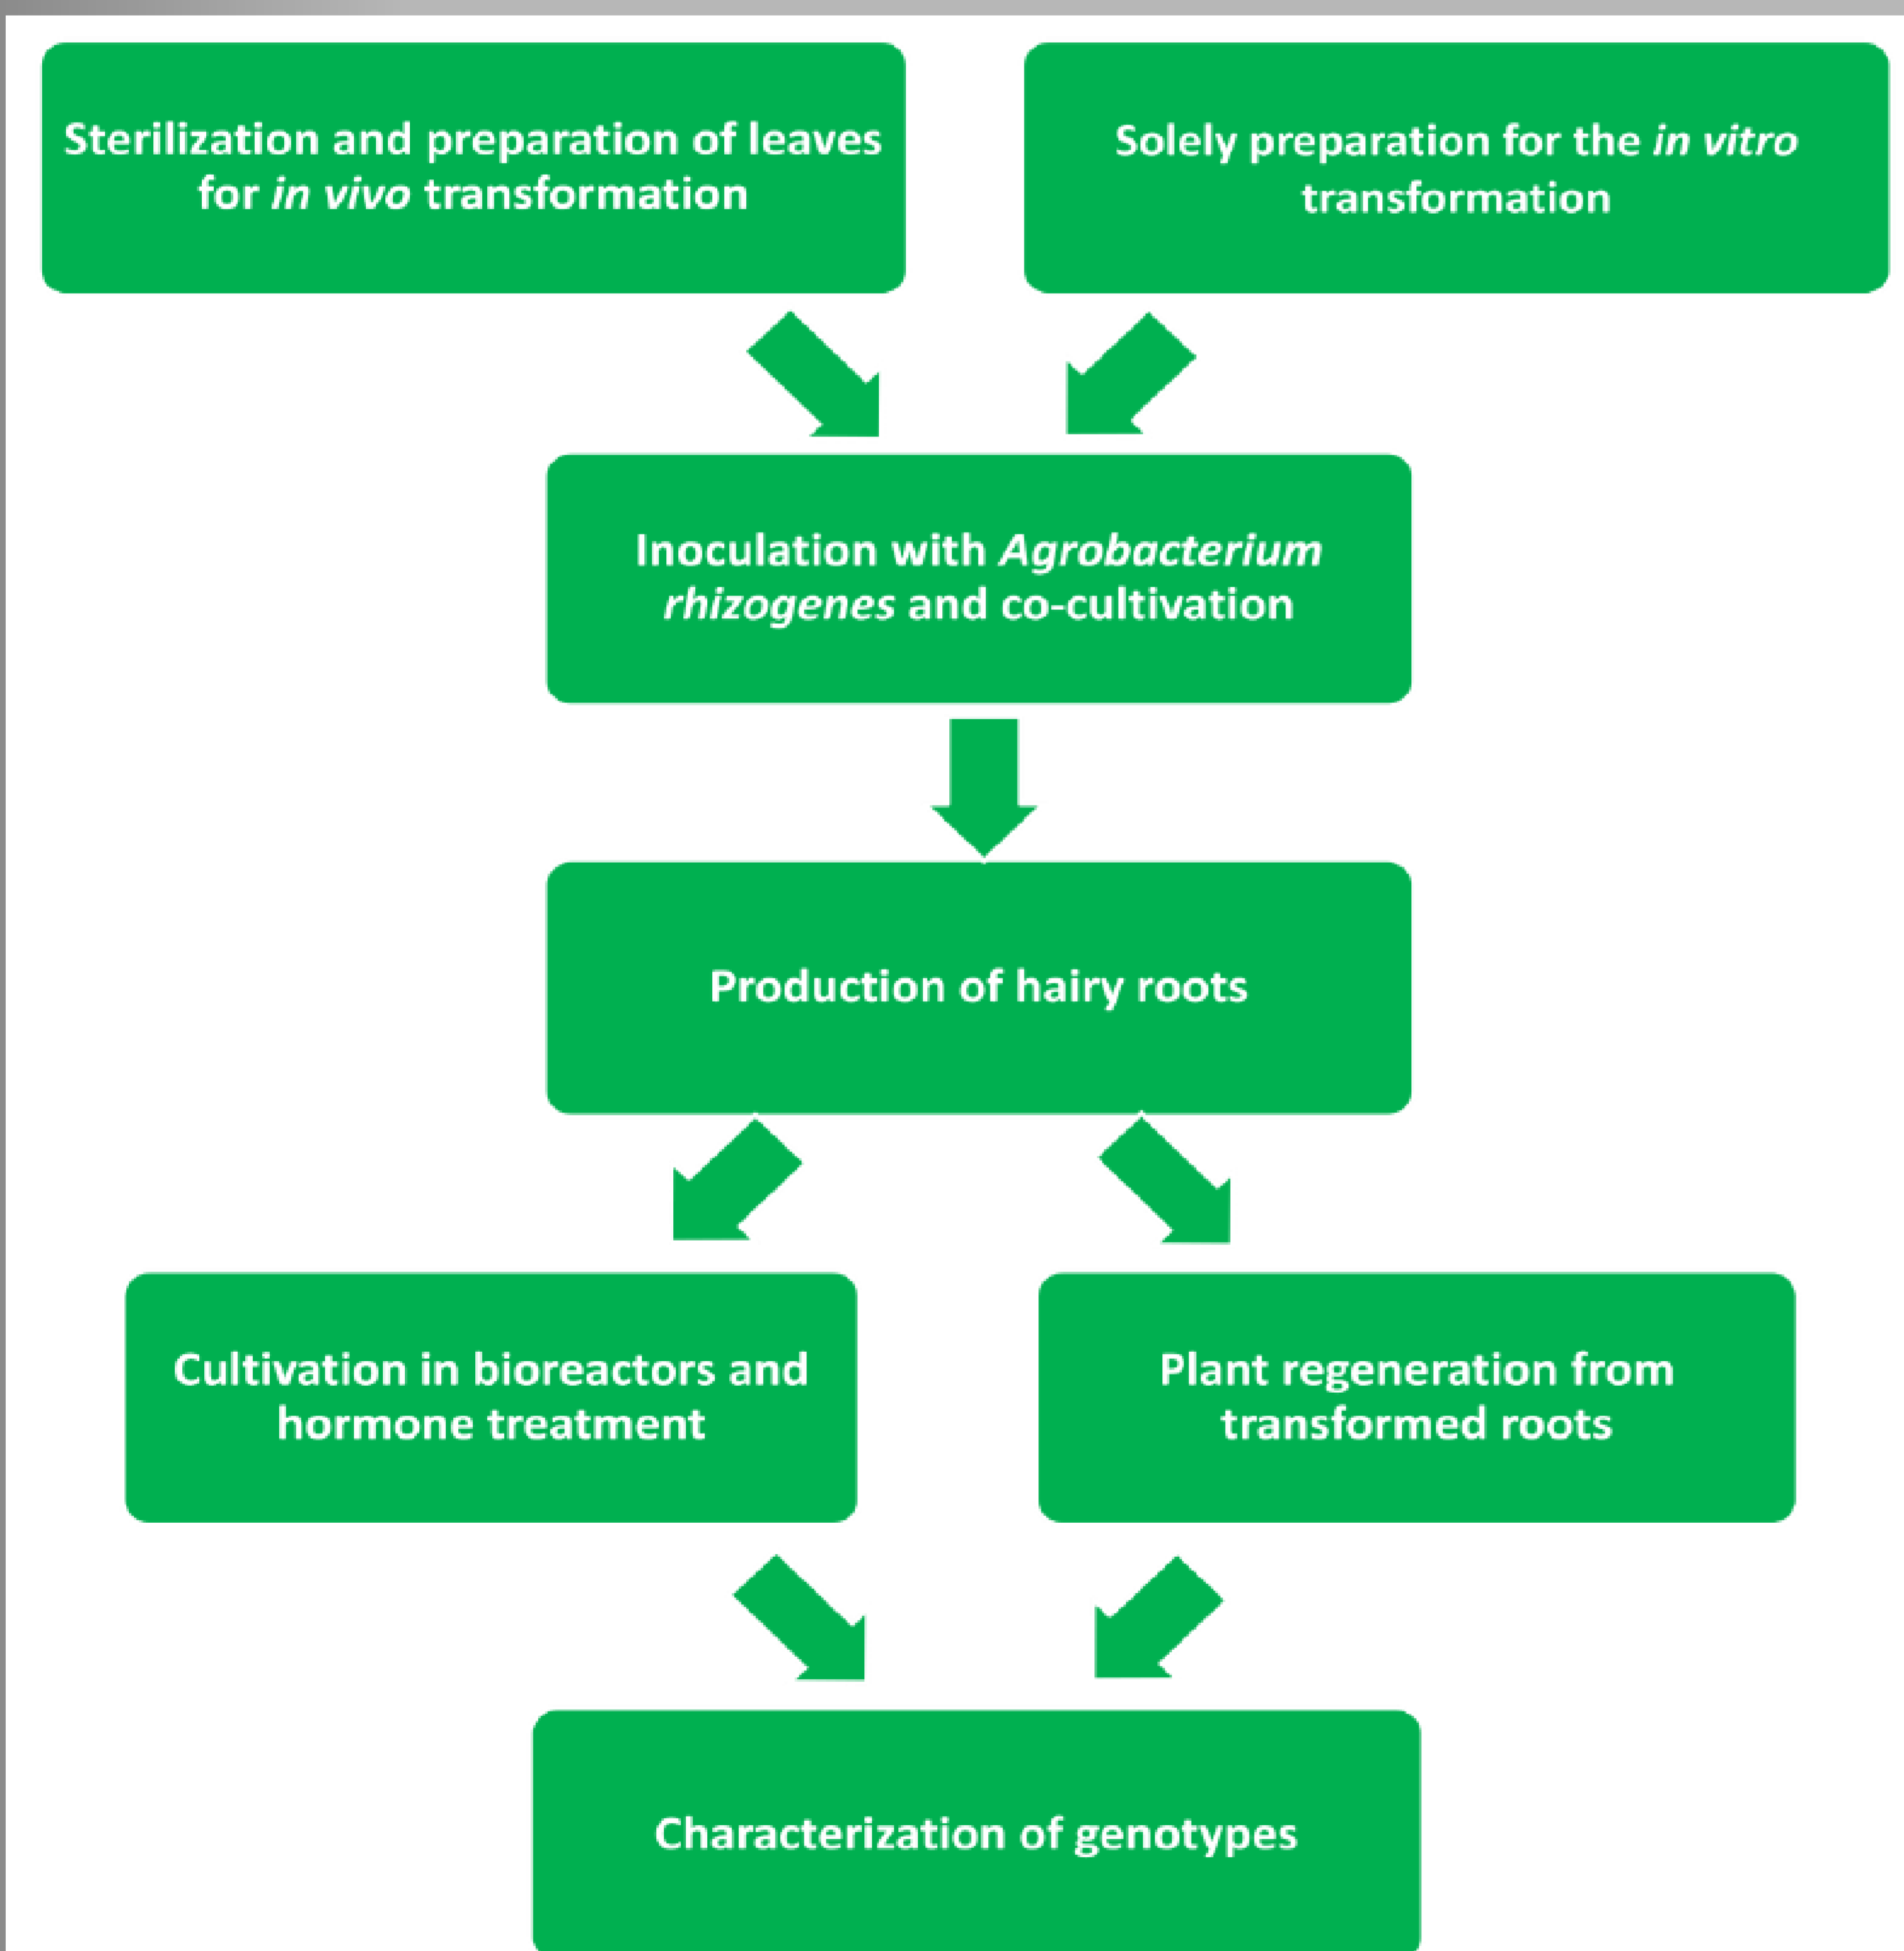 Sterilization and preparation of leaves
for in vivo transformation
Solely preparation for the in vitro
transformation
Inoculation with Agrobacterium
rhizogenes and co-cultivation
Production of hairy roots
Cultivation in bioreactors and
hormone treatment
Plant regeneration from
transformed roots
Characterization of genotypes